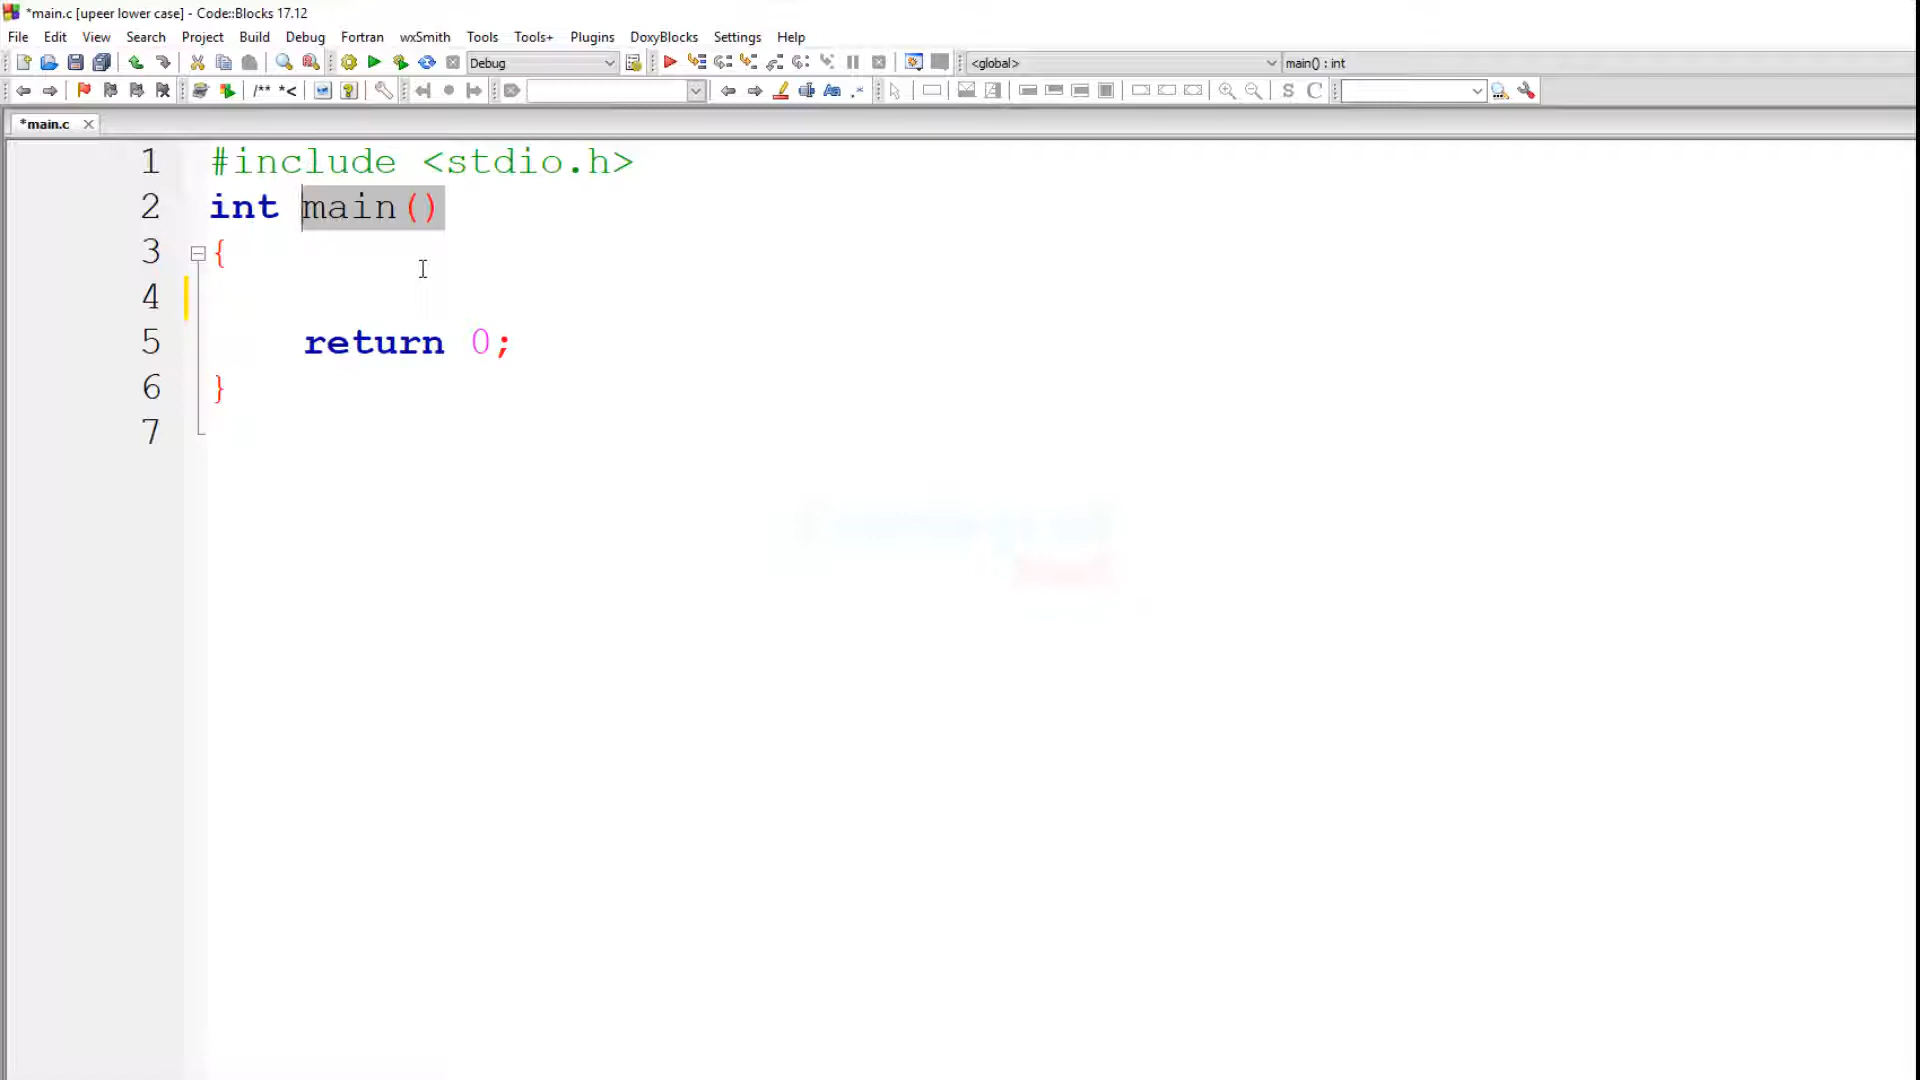 *main.c [upeer lower case] - Code::Blocks 17.12
File Edit View Search Project Build Debug Fortran wxSmith Tools Tools+ Plugins DoxyBlocks Settings Help
Debug <global> main() : int
/** *< S C
*main.c
1 #include <stdio.h>
2 int main()
3 {
4
5 return 0;
6 }
7